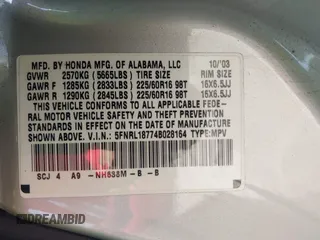 MFD. BY HONDA MFG. OF ALABAMA, LLC 10/'03
GVWR 2570KG (5665LBS) TIRE SIZE RIM SIZE
GAWR F 1285KG (2833LBS) 225/60R16 98T 16X6.5JJ
GAWR R 1290KG (2845LBS) 225/60R16 98T 16X6.5JJ
THIS VEHICLE CONFORMS TO ALL APPLICABLE FEDE-
RAL MOTOR VEHICLE SAFETY, BUMPER AND THEFT
PREVENTION STANDARDS IN EFFECT ON THE DATE OF
MANUFACTURE SHOWN ABOVE.
V.I.N.: 5FNRL18774B028164 TYPE:MPV
SCJ 4 A9 -NH638M- B - B
DREAMBID